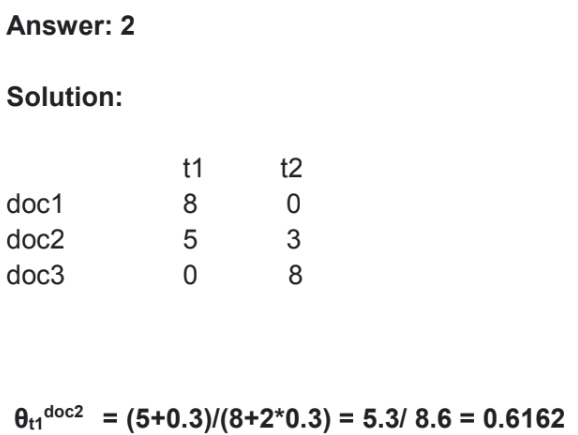 Answer: 2
Solution:
t1 t2
doc1 8 0
doc2 5 3
doc3 0 8
θt1doc2 = (5+0.3)/(8+2*0.3) = 5.3/ 8.6 = 0.6162